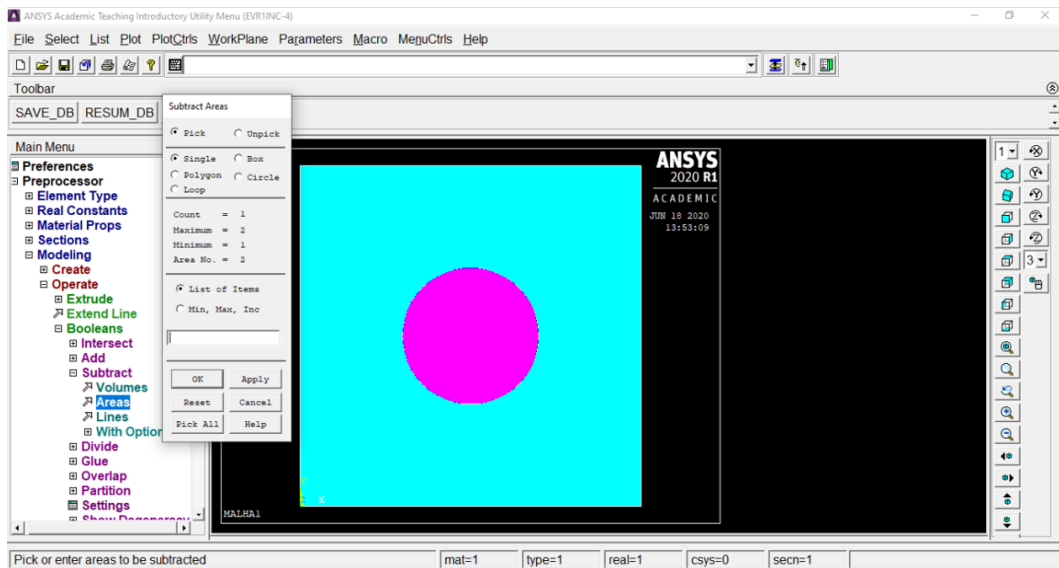 ANSYS Academic Teaching Introductory Utility Menu (EVR1INC-4)
File Select List Plot PlotCtrls WorkPlane Parameters Macro MenuCtrls Help
Toolbar
SAVE_DB RESUM_DB
Main Menu
Preferences
Preprocessor
Element Type
Real Constants
Material Props
Sections
Modeling
Create
Operate
Extrude
Extend Line
Booleans
Intersect
Add
Subtract
Volumes
Areas
Lines
With Option
Divide
Glue
Overlap
Partition
Settings
Subtract Areas
Pick Unpick
Single Box
Polygon Circle
Loop
Count = 1
Maximum = 2
Minimum = 1
Area No. = 2
List of Items
Min, Max, Inc
OK Apply
Reset Cancel
Pick All Help
ANSYS
2020 R1
ACADEMIC
JUN 18 2020
13:53:09
X
MALHA1
1
3
Pick or enter areas to be subtracted mat=1 type=1 real=1 csys=0 secn=1